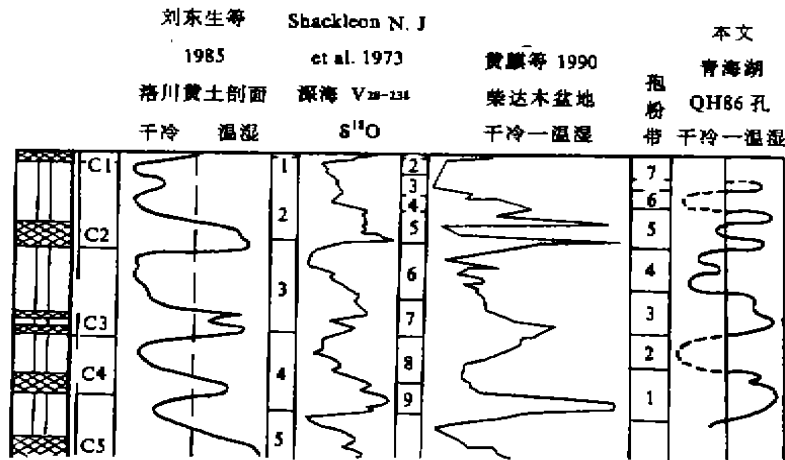 刘东生等
1985
洛川黄土剖面
干冷 温湿
Shackleon N. J
et al. 1973
深海 V28-238
S¹⁸O
黄麒等 1990
柴达木盆地
干冷一温湿
孢
粉
带
本文
青海湖
QH86 孔
干冷一温湿
C1
C2
C3
C4
C5
1
2
3
4
5
2
3
4
5
6
7
8
9
7
6
5
4
3
2
1